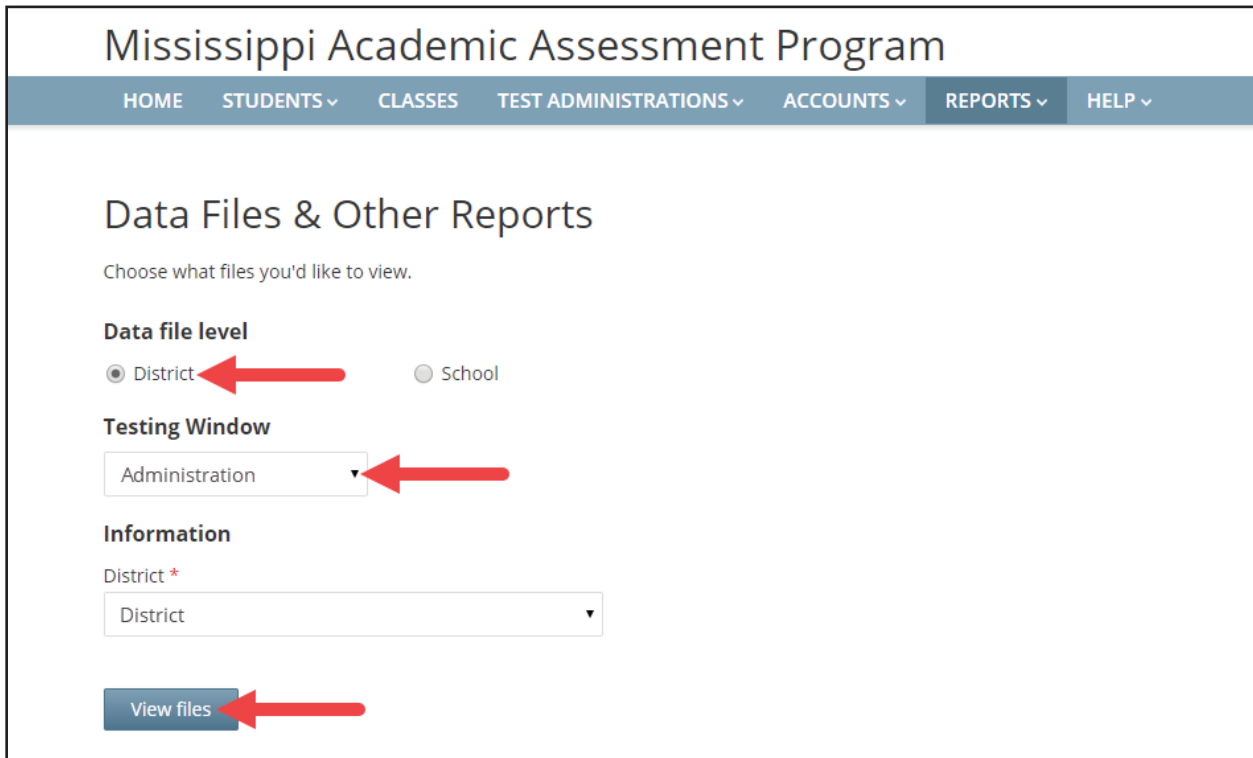 Mississippi Academic Assessment Program
HOME STUDENTS CLASSES TEST ADMINISTRATIONS ACCOUNTS REPORTS HELP
Data Files & Other Reports
Choose what files you'd like to view.
Data file level
District School
Testing Window
Administration
Information
District *
District
View files